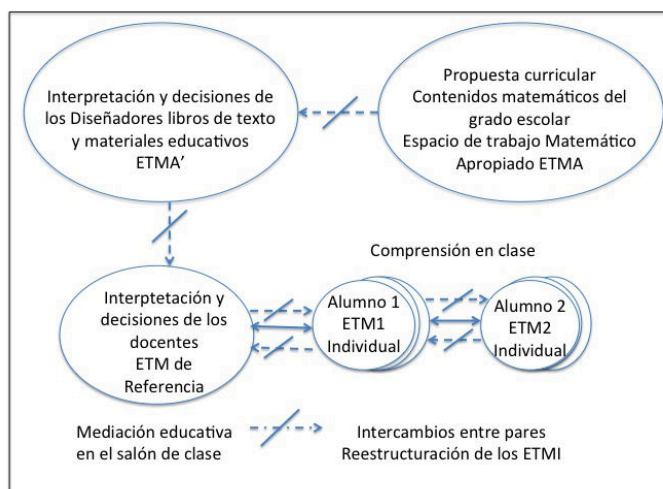 Interpretación y decisiones de
los Diseñadores libros de texto
y materiales educativos
ETMA’
Propuesta curricular
Contenidos matemáticos del
grado escolar
Espacio de trabajo Matemático
Apropiado ETMA
Comprensión en clase
Interptetación y
decisiones de los
docentes
ETM de
Referencia
Alumno 1
ETM1
Individual
Alumno 2
ETM2
Individual
Mediación educativa
en el salón de clase
Intercambios entre pares
Reestructuración de los ETMI